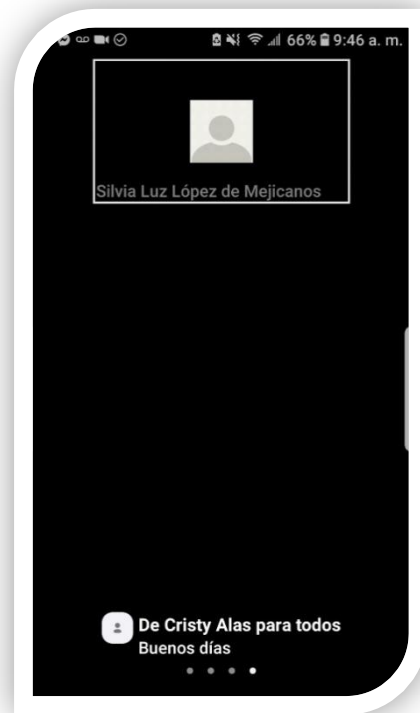 66% 9:46 a. m.
Silvia Luz López de Mejicanos
De Cristy Alas para todos
Buenos días